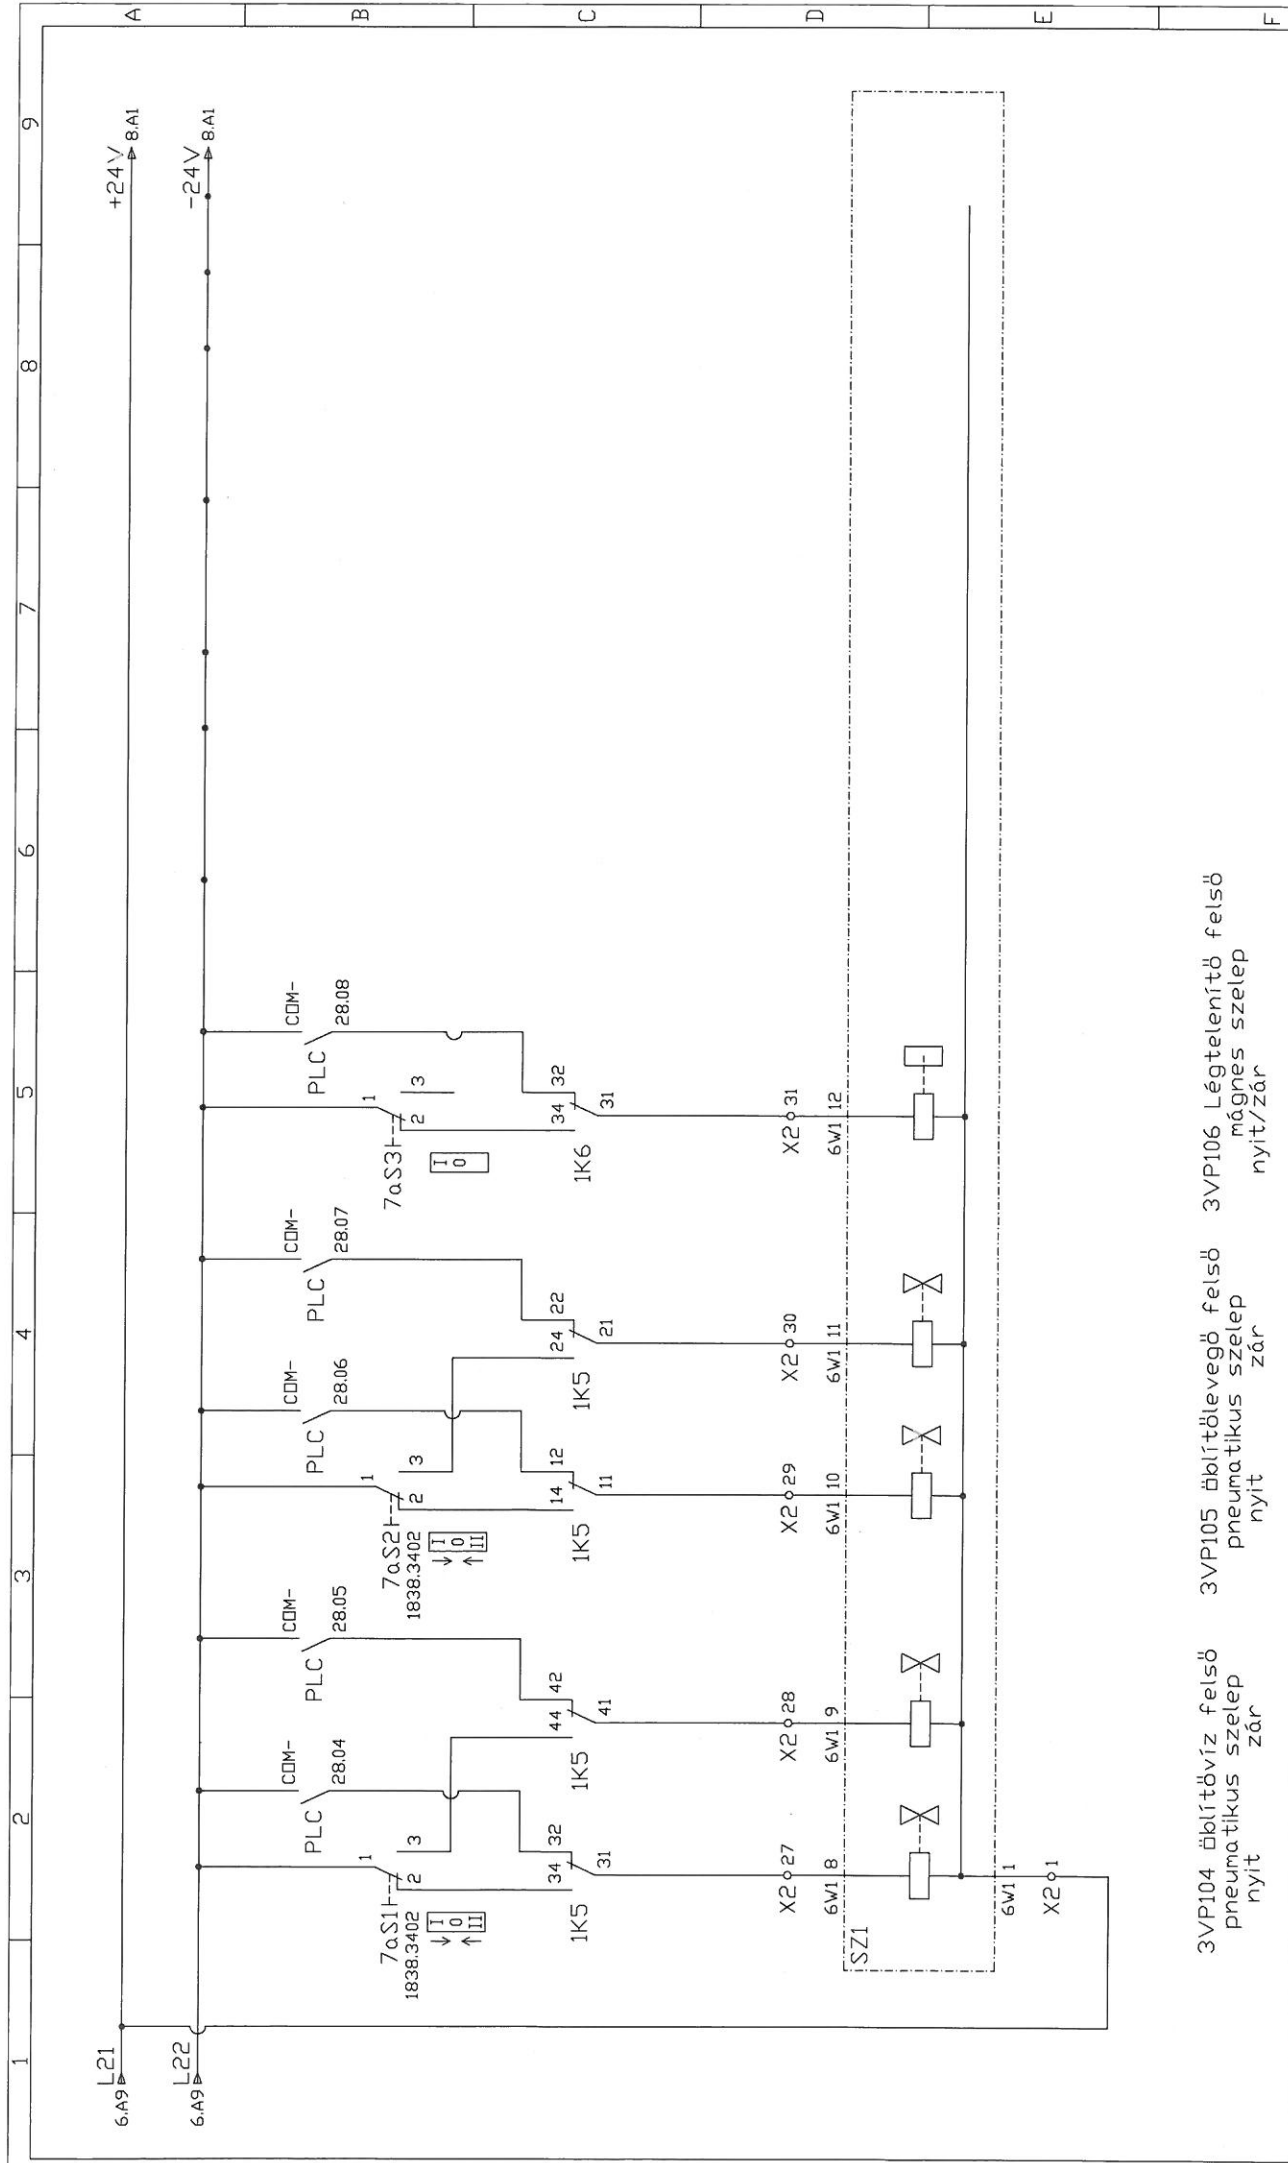 1 2 3 4 5 6 7 8 9
A
B
C
D
E
F
6.A9 L21 +24V 8.A1
6.A9 L22 -24V 8.A1
COM- COM- COM- COM- COM-
PLC PLC PLC PLC PLC
28.04 28.05 28.06 28.07 28.08
1 1 1
7aS1 2 3 7aS2 2 3 7aS3 2 3
1838.3402 1838.3402
I I I
0 0 0
II II
34 32 44 42 14 12 24 22 34 32
31 41 11 21 31
1K5 1K5 1K5 1K5 1K6
X2 27 X2 28 X2 29 X2 30 X2 31
6W1 8 6W1 9 6W1 10 6W1 11 6W1 12
SZ1
6W1 1
X2 1
3VP104 öblítövíz felsö
pneumatikus szelep
nyit zár
3VP105 öblítölevegö felsö
pneumatikus szelep
nyit zár
3VP106 Légtelenítö felsö
mágnes szelep
nyit/zár